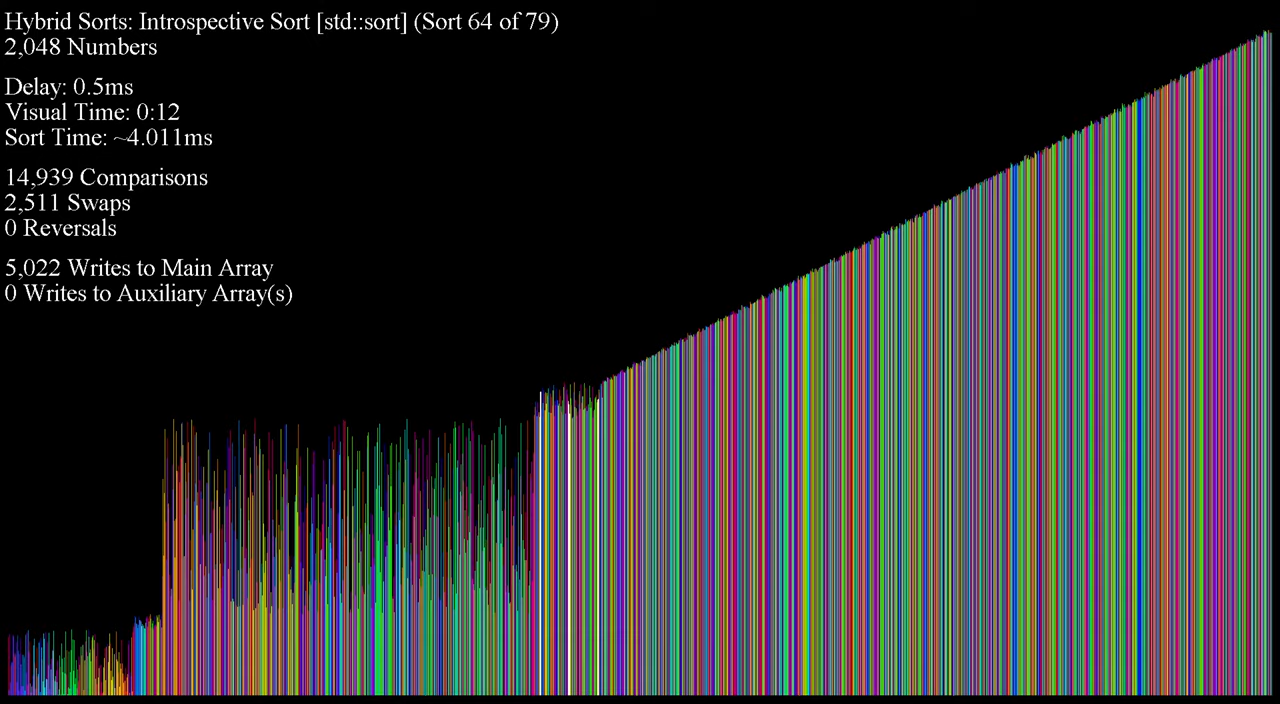 Hybrid Sorts: Introspective Sort [std::sort] (Sort 64 of 79)
2,048 Numbers
Delay: 0.5ms
Visual Time: 0:12
Sort Time: ~4.011ms
14,939 Comparisons
2,511 Swaps
0 Reversals
5,022 Writes to Main Array
0 Writes to Auxiliary Array(s)